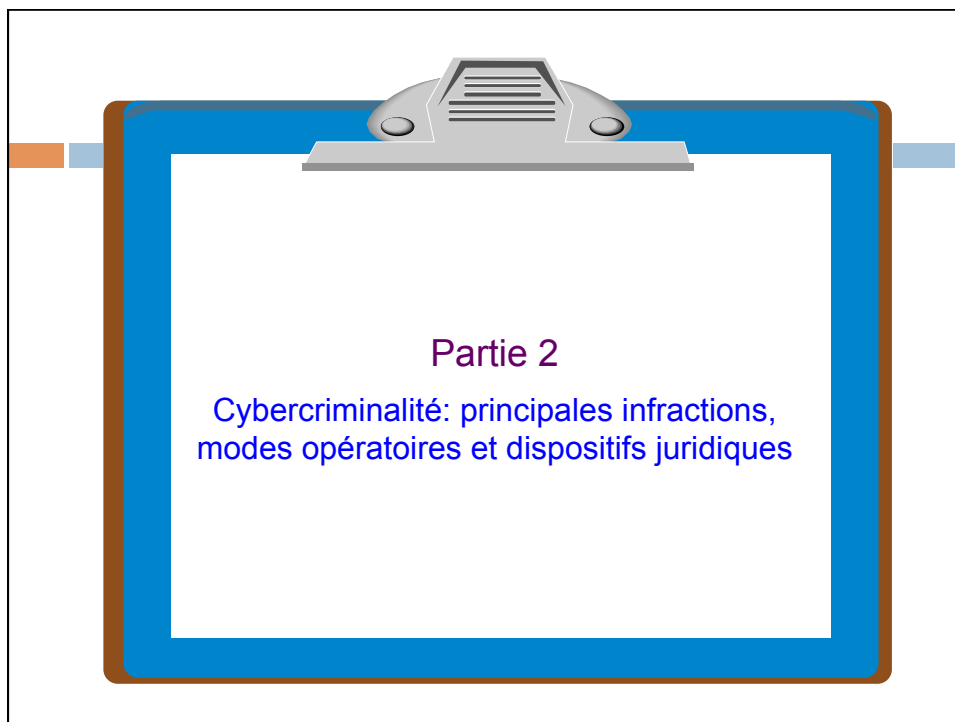 Partie 2
Cybercriminalité: principales infractions,
modes opératoires et dispositifs juridiques